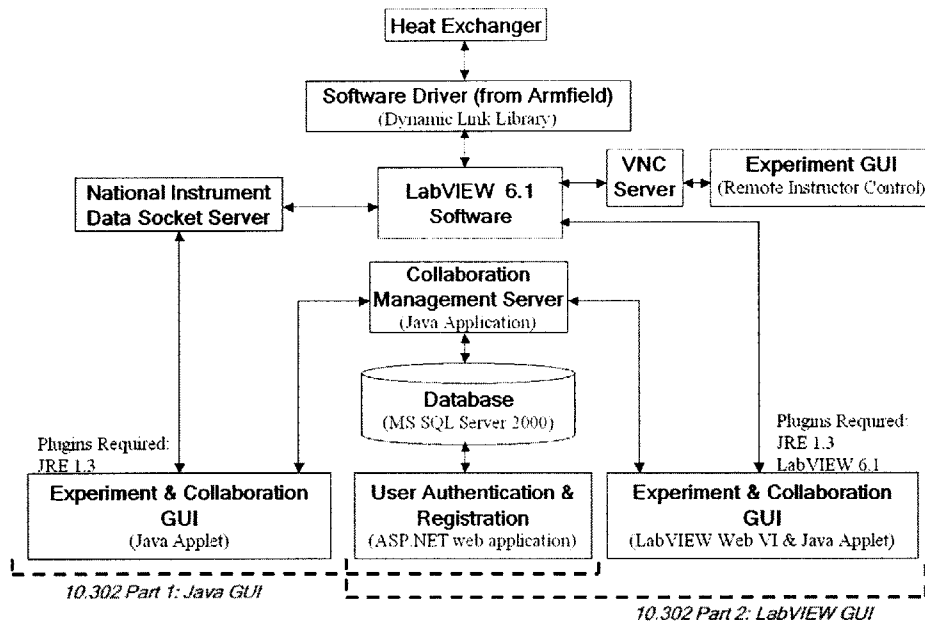 Heat Exchanger
Software Driver (from Armfield)
(Dynamic Link Library)
National Instrument
Data Socket Server
LabVIEW 6.1
Software
VNC
Server
Experiment GUI
(Remote Instructor Control)
Collaboration
Management Server
(Java Application)
Database
(MS SQL Server 2000)
Plugins Required:
JRE 1.3
Plugins Required:
JRE 1.3
LabVIEW 6.1
Experiment & Collaboration
GUI
(Java Applet)
User Authentication &
Registration
(ASP.NET web application)
Experiment & Collaboration
GUI
(LabVIEW Web VI & Java Applet)
10.302 Part 1: Java GUI
10.302 Part 2: LabVIEW GUI